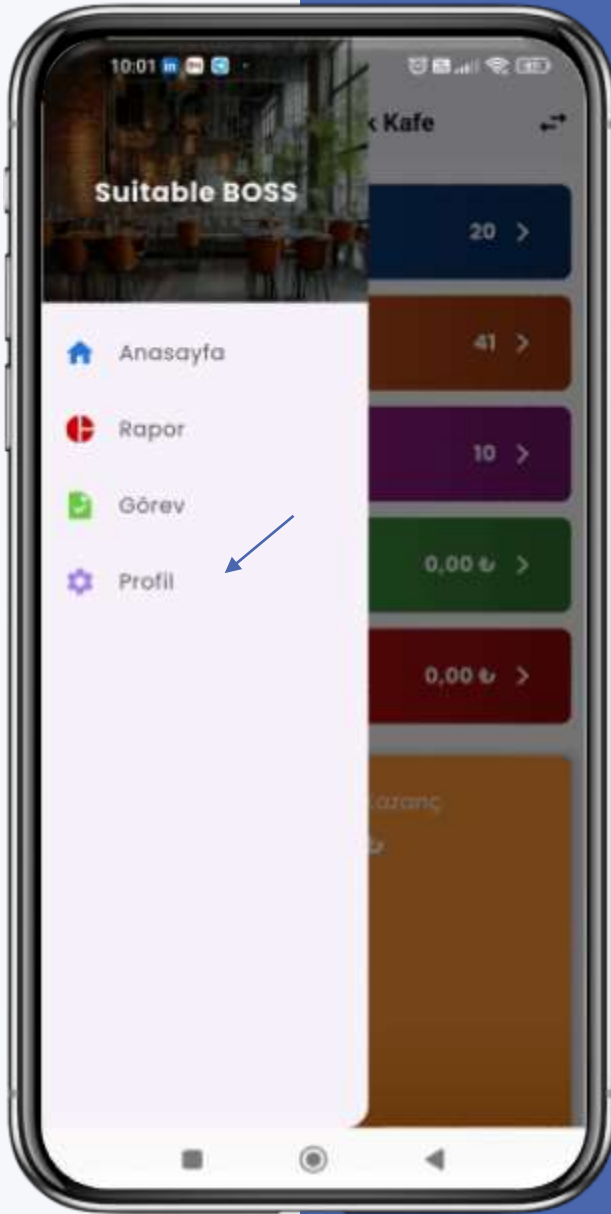 10:01
k Kafe
Suitable BOSS
20
Anasayfa
41
Rapor
10
Görev
0,00 ₺
Profil
0,00 ₺
Kazanç
₺